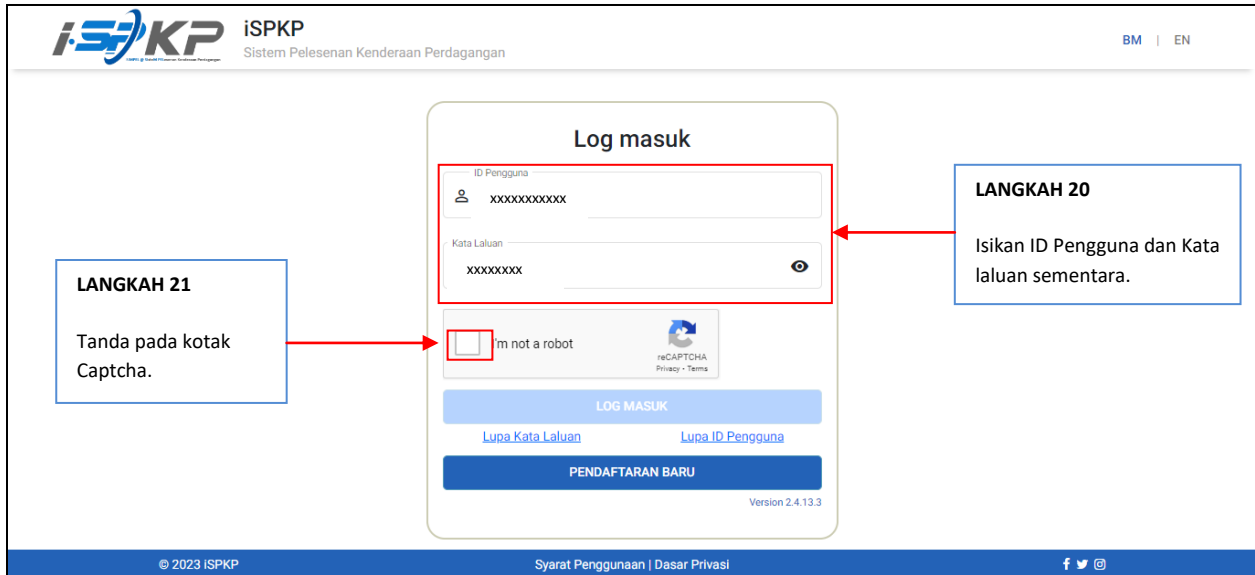 i-SPKP
iSPKP
Sistem Pelesenan Kenderaan Perdagangan
BM | EN
Log masuk
ID Pengguna
xxxxxxxxxxx
Kata Laluan
xxxxxxxx
LANGKAH 20
Isikan ID Pengguna dan Kata
laluan sementara.
LANGKAH 21
Tanda pada kotak
Captcha.
'm not a robot
reCAPTCHA
Privacy - Terms
LOG MASUK
Lupa Kata Laluan
Lupa ID Pengguna
PENDAFTARAN BARU
Version 2.4.13.3
© 2023 iSPKP
Syarat Penggunaan | Dasar Privasi